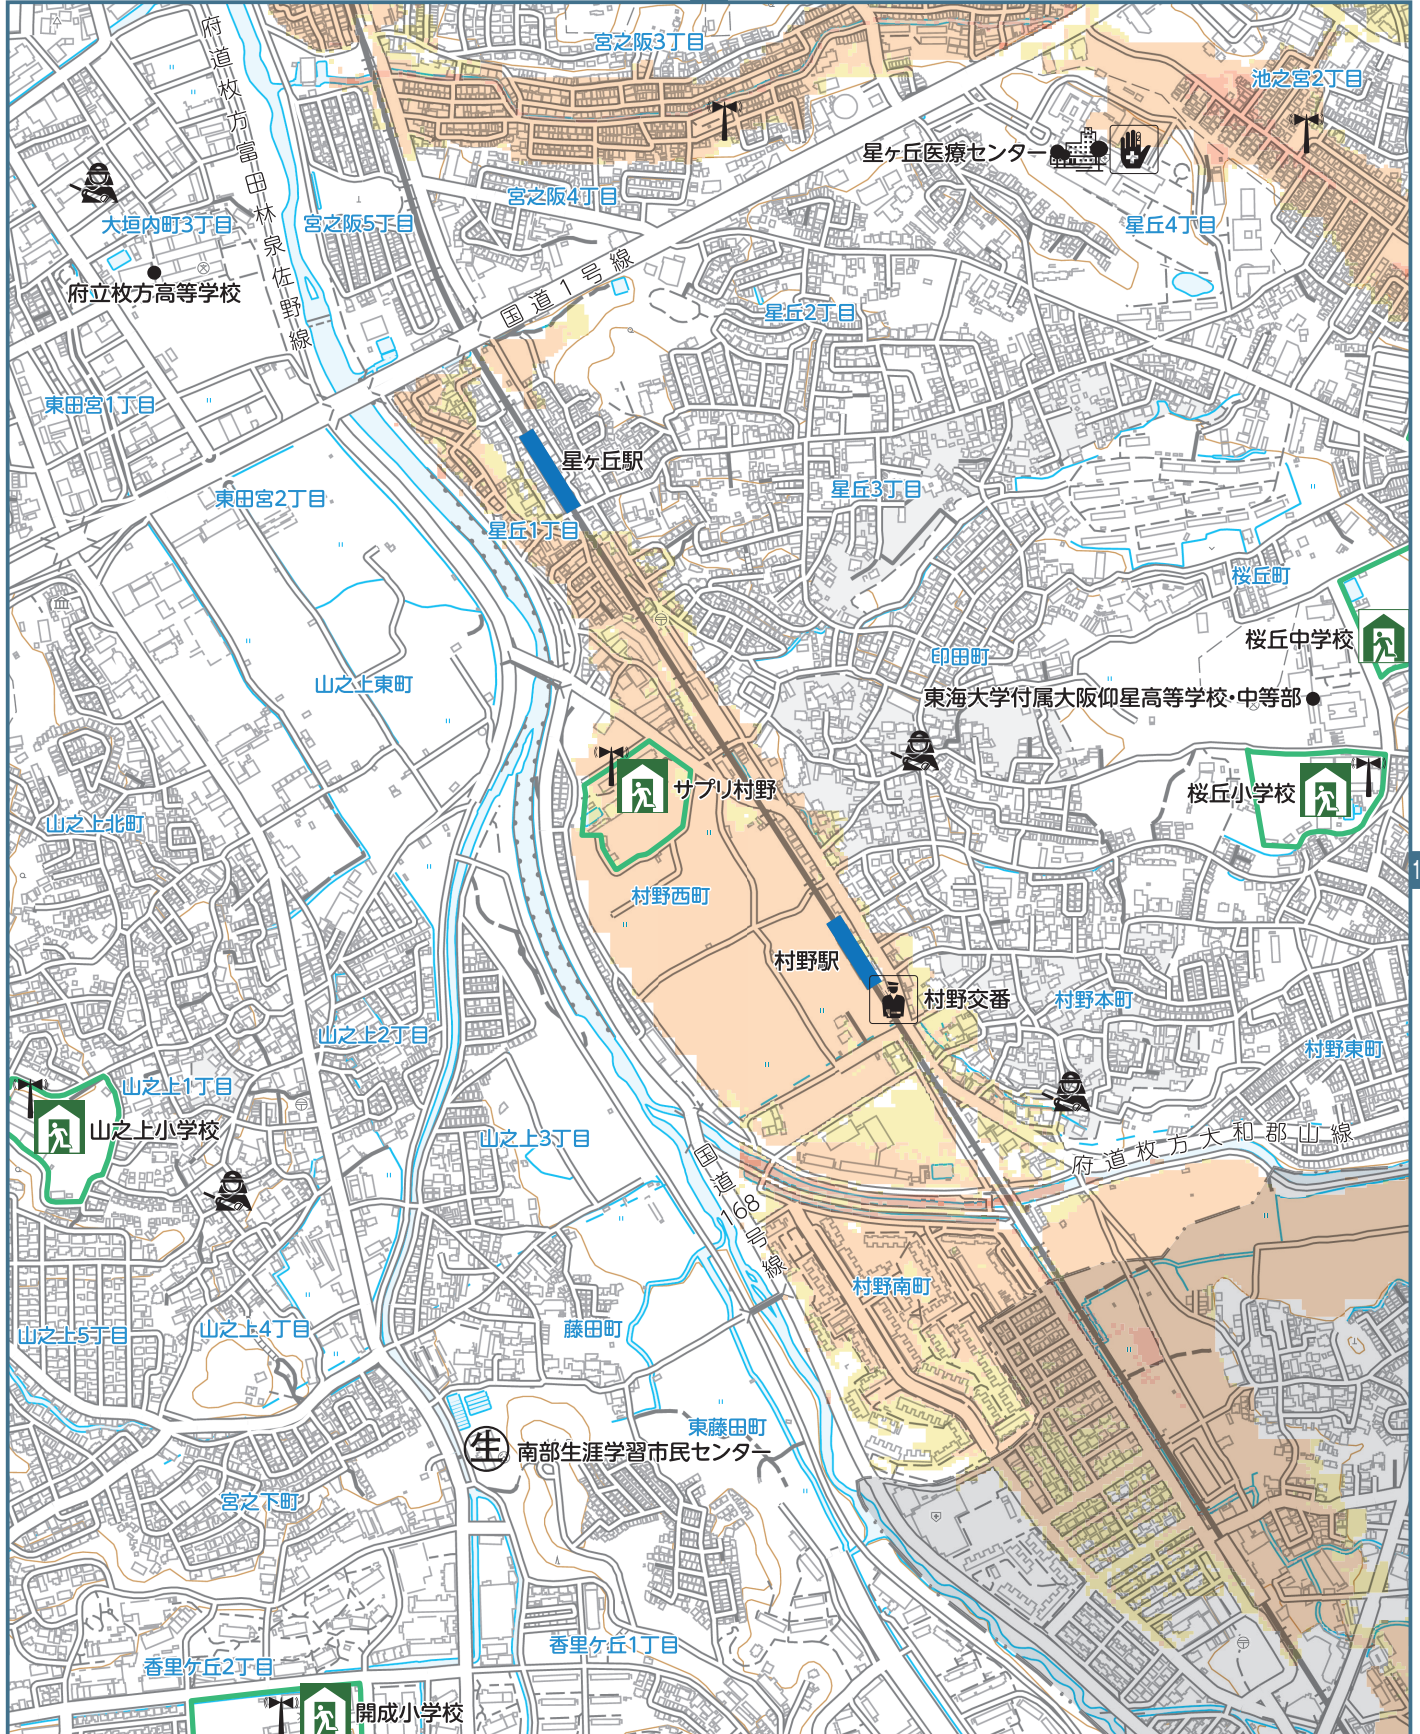 宮之阪3丁目
池之宮2丁目
府道枚方富田林泉佐野線
星ヶ丘医療センター
大垣内町3丁目
宮之阪5丁目
宮之阪4丁目
星丘4丁目
府立枚方高等学校
国道1号線
星丘2丁目
東田宮1丁目
星ヶ丘駅
東田宮2丁目
星丘3丁目
星丘1丁目
桜丘町
桜丘中学校
印田町
山之上東町
東海大学付属大阪仰星高等学校・中等部
サプリ村野
桜丘小学校
山之上北町
村野西町
1
村野駅
村野交番
村野本町
山之上2丁目
村野東町
山之上1丁目
山之上小学校
山之上3丁目
府道枚方大和郡山線
国道168号線
村野南町
山之上5丁目
山之上4丁目
藤田町
東藤田町
生
南部生涯学習市民センター
宮之下町
香里ケ丘1丁目
香里ケ丘2丁目
開成小学校